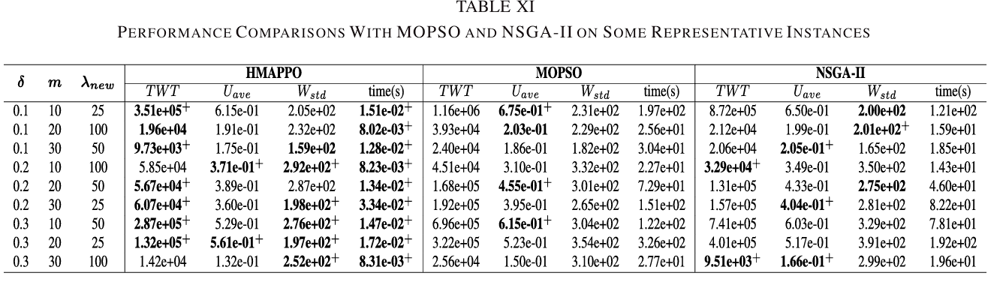 TABLE XI
PERFORMANCE COMPARISONS WITH MOPSO AND NSGA-II ON SOME REPRESENTATIVE INSTANCES
δ m λnew HMAPPO MOPSO NSGA-II
TWT Uave Wstd time(s) TWT Uave Wstd time(s) TWT Uave Wstd time(s)
0.1 10 25 3.51e+05+ 6.15e-01 2.05e+02 1.51e-02+ 1.16e+06 6.75e-01+ 2.31e+02 1.97e+02 8.72e+05 6.50e-01 2.00e+02 1.21e+02
0.1 20 100 1.96e+04 1.91e-01 2.32e+02 8.02e-03+ 3.93e+04 2.03e-01 2.29e+02 2.56e+01 2.12e+04 1.99e-01 2.01e+02+ 1.59e+01
0.1 30 50 9.73e+03+ 1.75e-01 1.59e+02 1.28e-02+ 2.40e+04 1.86e-01 1.82e+02 3.04e+01 2.06e+04 2.05e-01+ 1.65e+02 1.85e+01
0.2 10 100 5.85e+04 3.71e-01+ 2.92e+02+ 8.23e-03+ 4.51e+04 3.10e-01 3.32e+02 2.27e+01 3.29e+04+ 3.49e-01 3.50e+02 1.43e+01
0.2 20 50 5.67e+04+ 3.89e-01 2.87e+02 1.34e-02+ 1.68e+05 4.55e-01+ 3.01e+02 7.29e+01 1.31e+05 4.33e-01 2.75e+02 4.60e+01
0.2 30 25 6.07e+04+ 3.60e-01 1.98e+02+ 3.34e-02+ 1.92e+05 3.95e-01 2.65e+02 1.51e+02 1.57e+05 4.04e-01+ 2.81e+02 8.22e+01
0.3 10 50 2.87e+05+ 5.29e-01 2.76e+02+ 1.47e-02+ 6.96e+05 6.15e-01+ 3.04e+02 1.22e+02 7.41e+05 6.03e-01 3.29e+02 7.81e+01
0.3 20 25 1.32e+05+ 5.61e-01+ 1.97e+02+ 1.72e-02+ 3.22e+05 5.23e-01 3.54e+02 3.26e+02 4.01e+05 5.17e-01 3.91e+02 1.92e+02
0.3 30 100 1.42e+04 1.32e-01 2.52e+02+ 8.31e-03+ 2.56e+04 1.50e-01 3.10e+02 2.77e+01 9.51e+03+ 1.66e-01+ 2.99e+02 1.96e+01